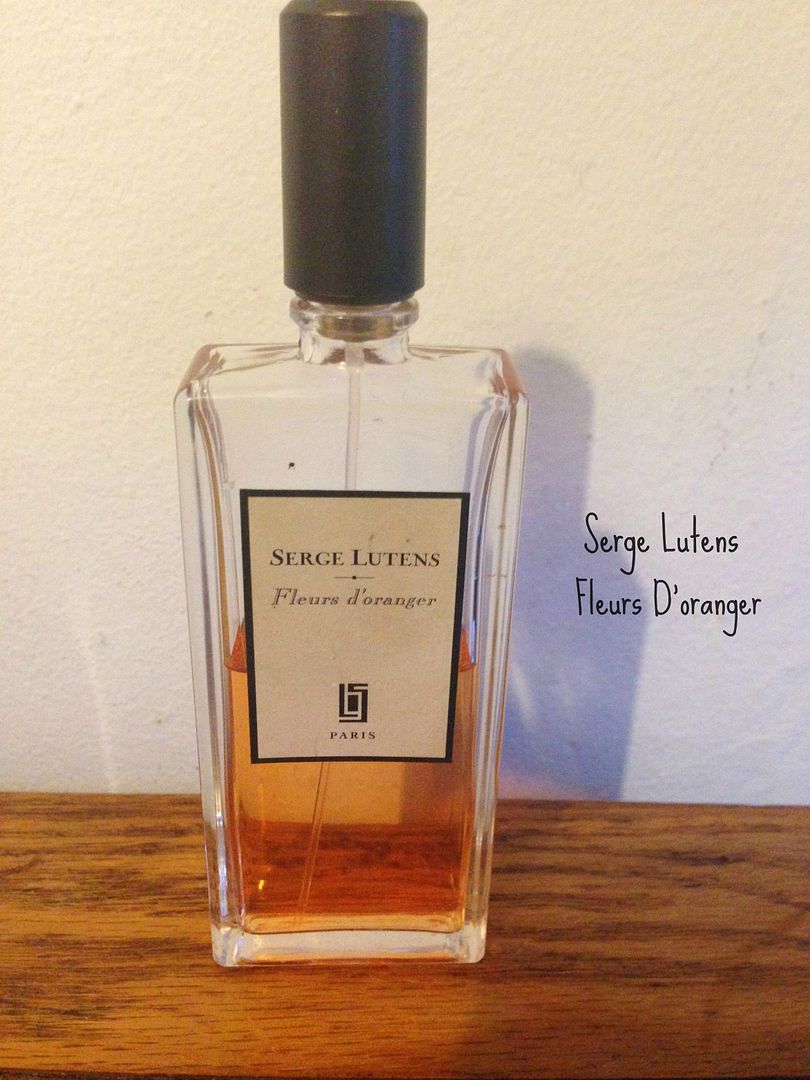 SERGE LUTENS
Fleurs d'oranger
PARIS
Serge Lutens
Fleurs D'oranger